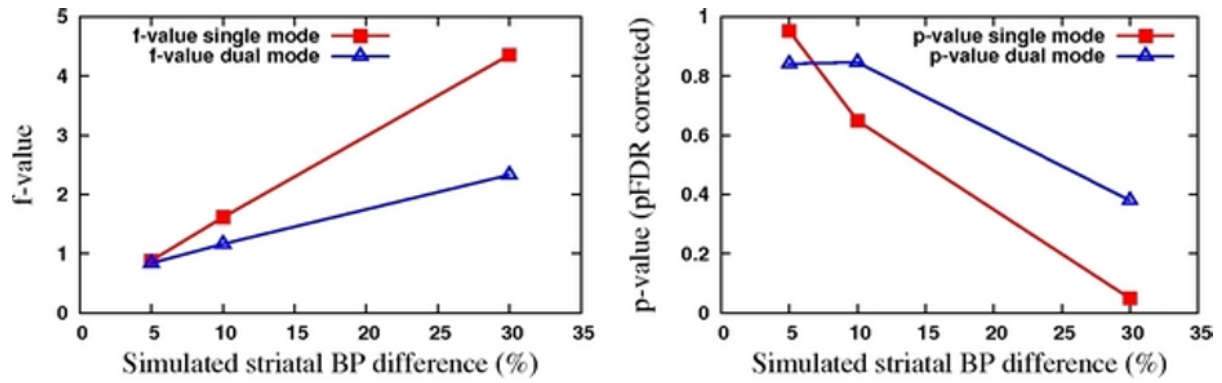 f-value
5
4
3
2
1
0
f-value single mode
f-value dual mode
0 5 10 15 20 25 30 35
Simulated striatal BP difference (%)
p-value (pFDR corrected)
1
0.8
0.6
0.4
0.2
0
p-value single mode
p-value dual mode
0 5 10 15 20 25 30 35
Simulated striatal BP difference (%)